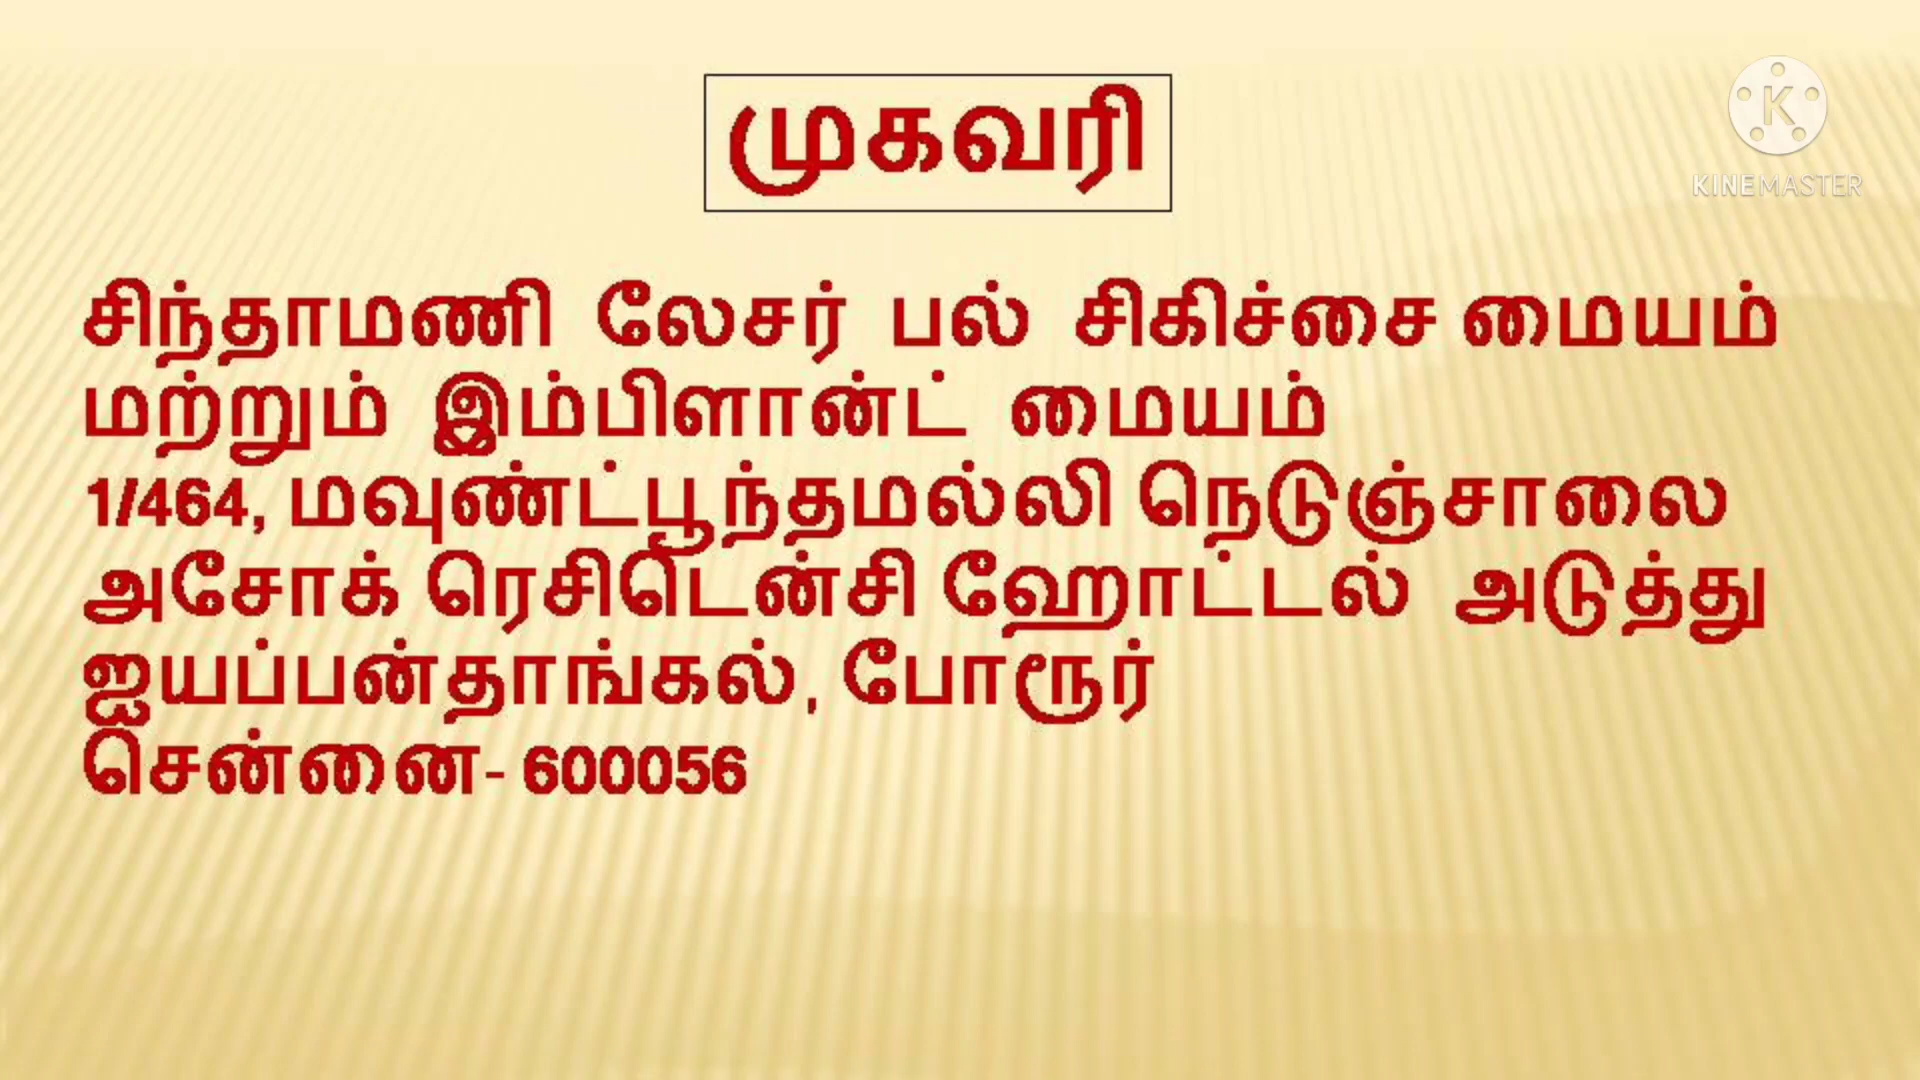 முகவரி
KINEMASTER
சிந்தாமணி லேசர் பல் சிகிச்சை மையம்
மற்றும் இம்பிளான்ட் மையம்
1/464, மவுண்ட்பூந்தமல்லி நெடுஞ்சாலை
அசோக் ரெசிடென்சி ஹோட்டல் அடுத்து
ஐயப்பன்தாங்கல், போரூர்
சென்னை- 600056